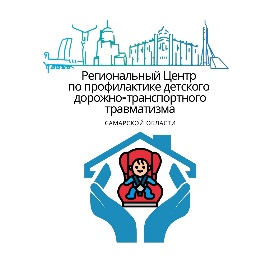 Региональный Центр
по профилактике детского
дорожно-транспортного
травматизма
САМАРСКОЙ ОБЛАСТИ